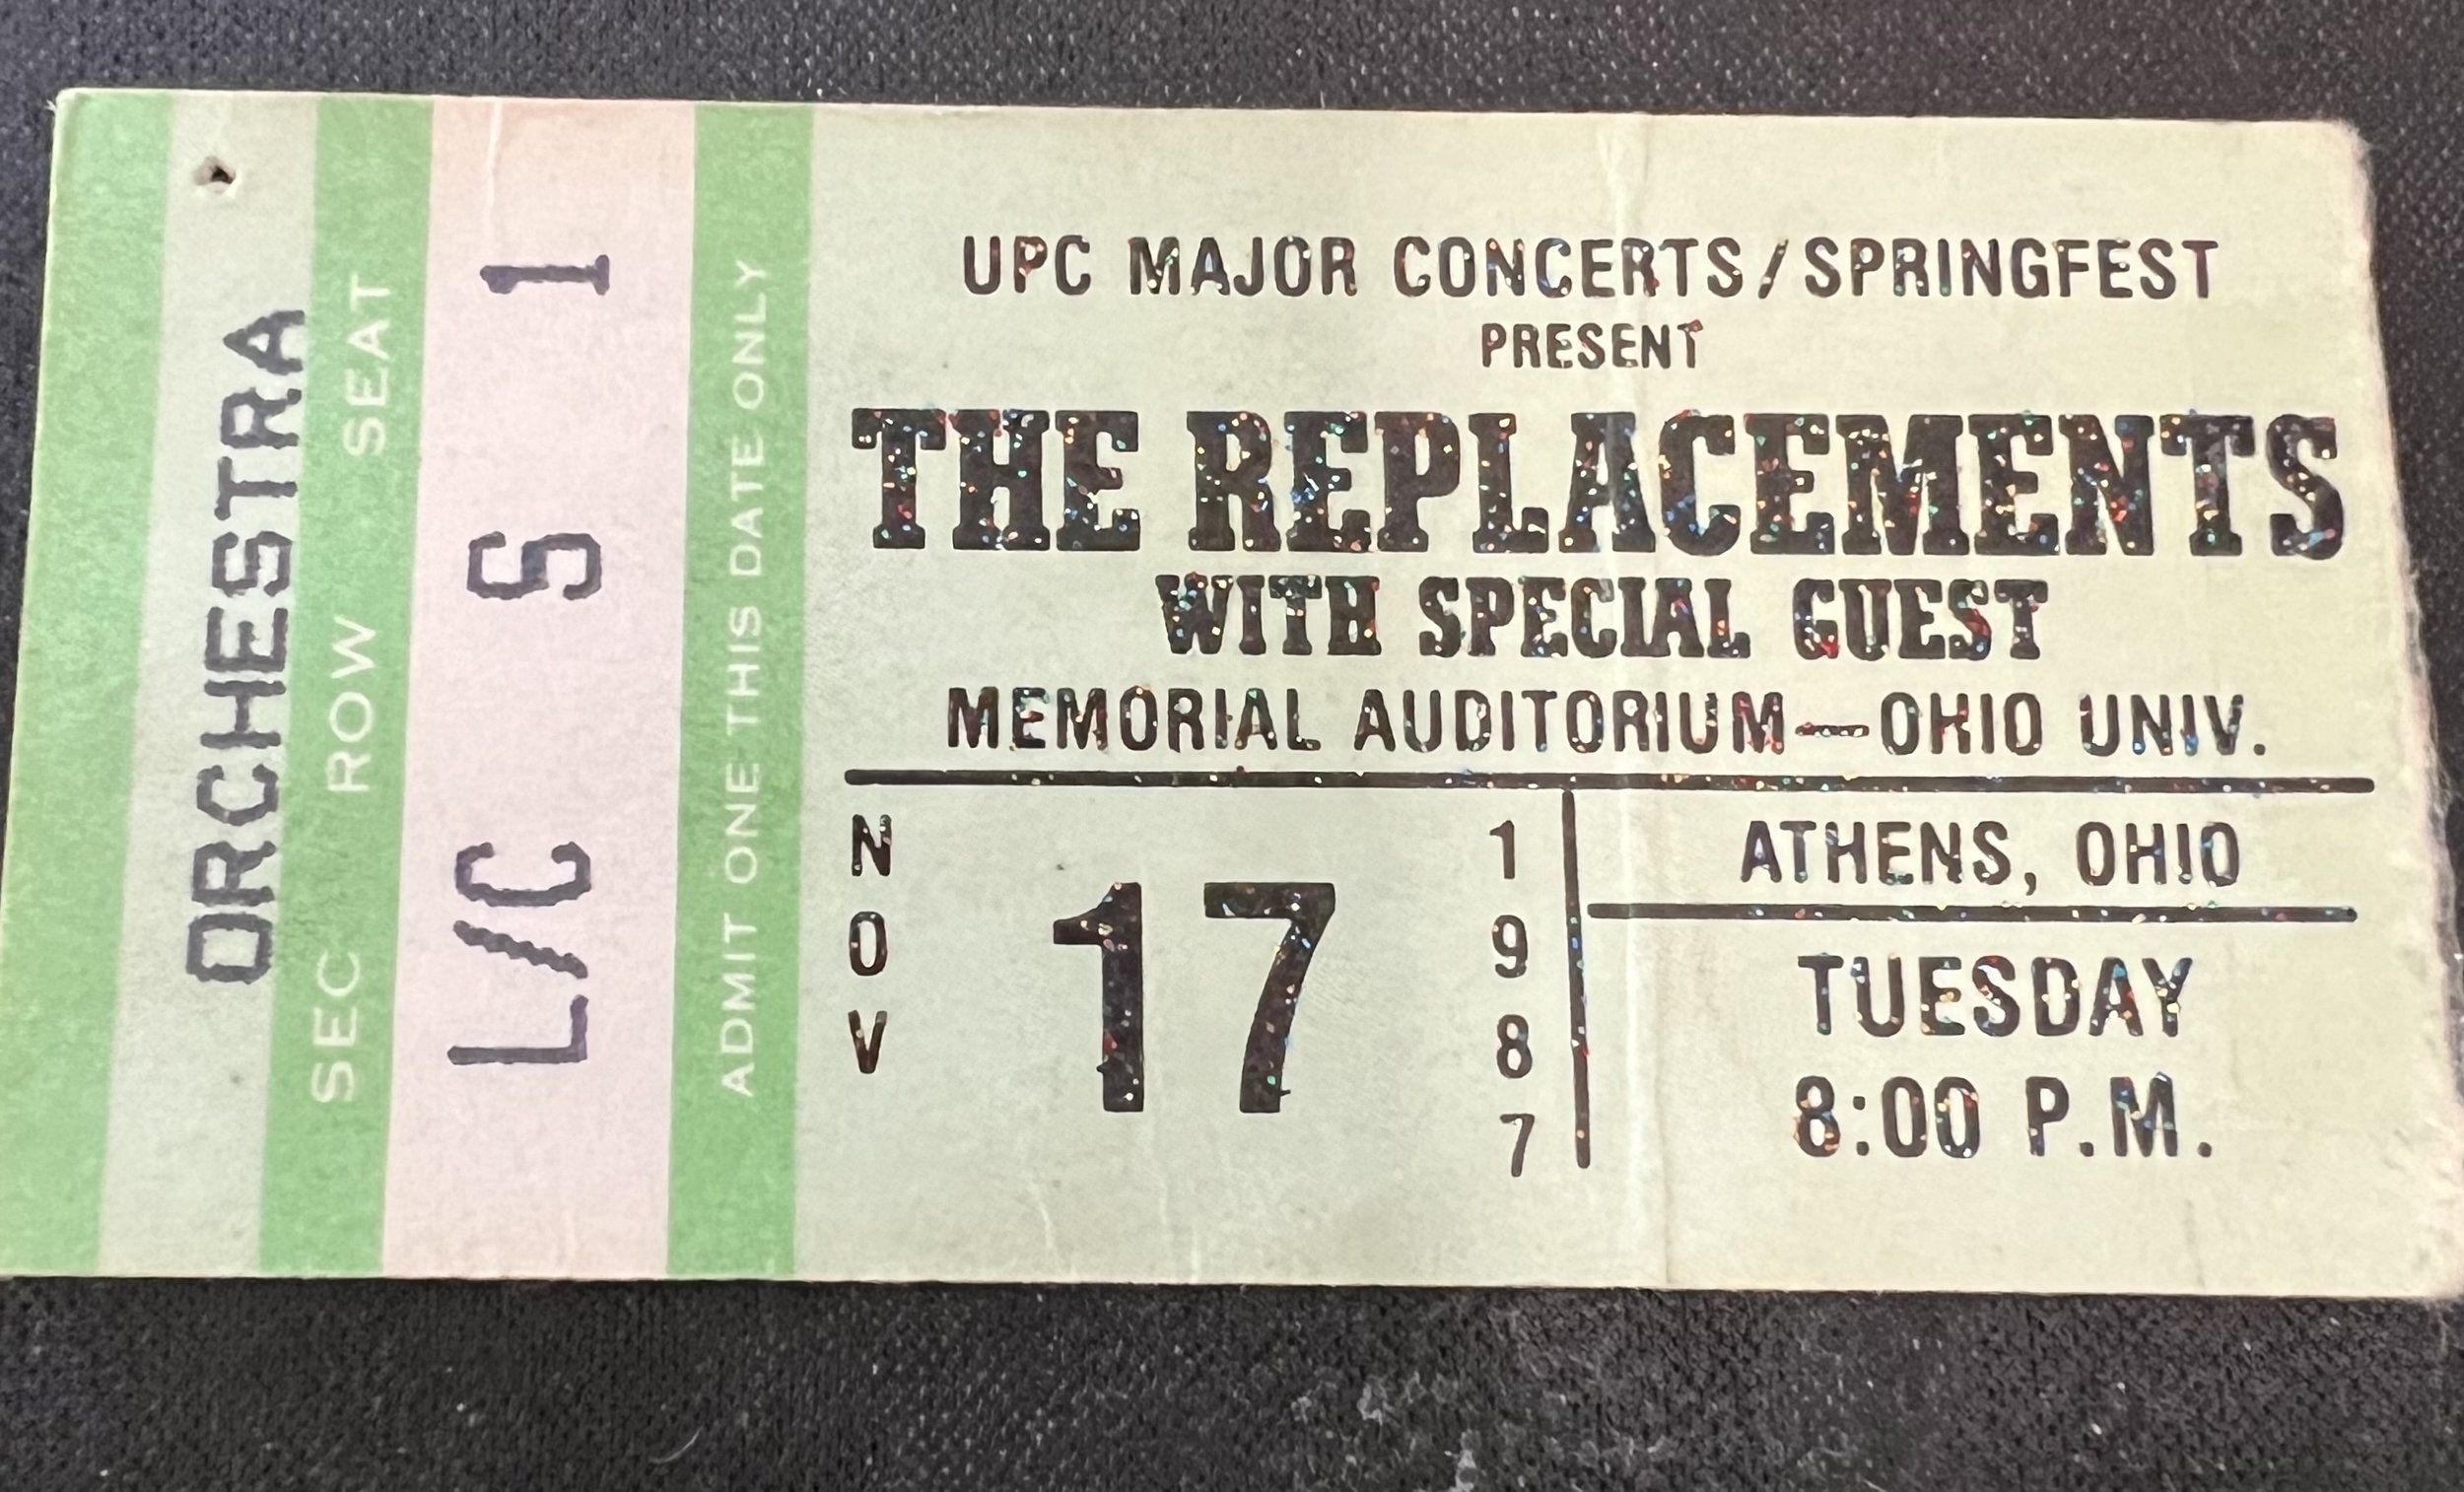 ORCHESTRA
SEC ROW SEAT
L/C S 1
ADMIT ONE THIS DATE ONLY
UPC MAJOR CONCERTS/SPRINGFEST
PRESENT
THE REPLACEMENTS
WITH SPECIAL GUEST
MEMORIAL AUDITORIUM—OHIO UNIV.
NOV 17 1987
ATHENS, OHIO
TUESDAY
8:00 P.M.